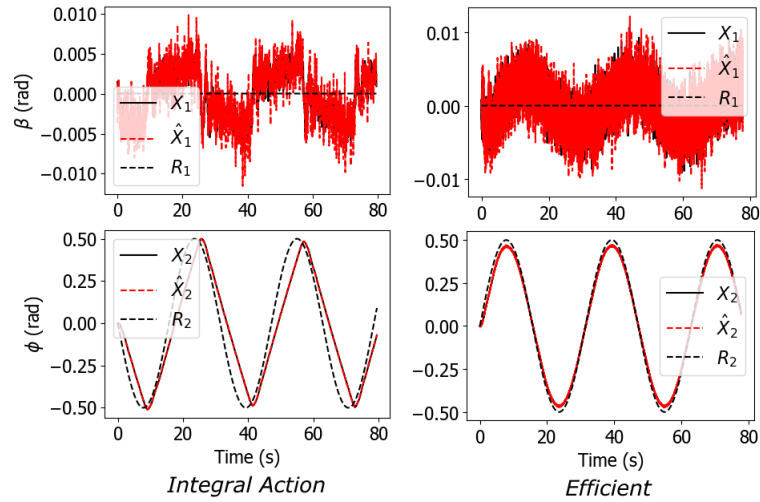 0.010
0.005
0.000
-0.005
-0.010
β (rad)
X₁
X̂₁
R₁
0 20 40 60 80
0.01
0.00
-0.01
X₁
X̂₁
R₁
0 20 40 60 80
0.50
0.25
0.00
-0.25
-0.50
ϕ (rad)
X₂
X̂₂
R₂
0 20 40 60 80
Time (s)
Integral Action
0.50
0.25
0.00
-0.25
-0.50
X₂
X̂₂
R₂
0 20 40 60 80
Time (s)
Efficient